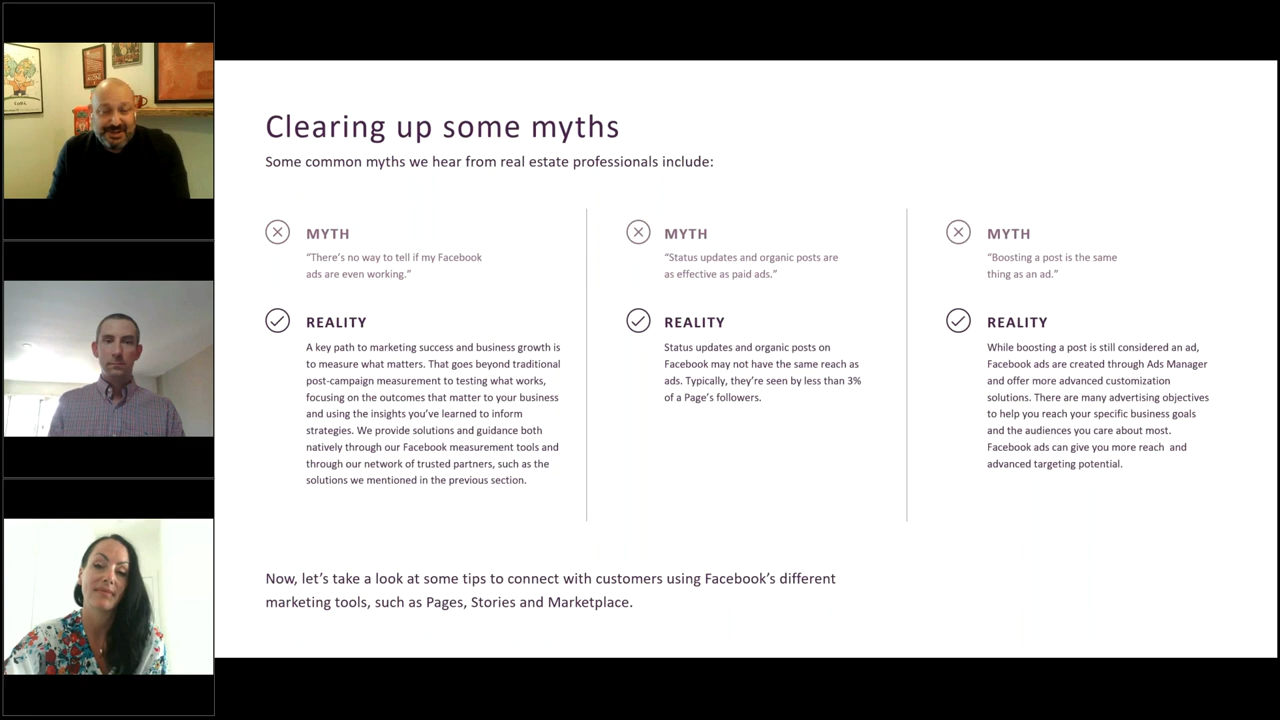 Clearing up some myths
Some common myths we hear from real estate professionals include:
MYTH
“There’s no way to tell if my Facebook
ads are even working.”
REALITY
A key path to marketing success and business growth is
to measure what matters. That goes beyond traditional
post-campaign measurement to testing what works,
focusing on the outcomes that matter to your business
and using the insights you’ve learned to inform
strategies. We provide solutions and guidance both
natively through our Facebook measurement tools and
through our network of trusted partners, such as the
solutions we mentioned in the previous section.
MYTH
“Status updates and organic posts are
as effective as paid ads.”
REALITY
Status updates and organic posts on
Facebook may not have the same reach as
ads. Typically, they’re seen by less than 3%
of a Page’s followers.
MYTH
“Boosting a post is the same
thing as an ad.”
REALITY
While boosting a post is still considered an ad,
Facebook ads are created through Ads Manager
and offer more advanced customization
solutions. There are many advertising objectives
to help you reach your specific business goals
and the audiences you care about most.
Facebook ads can give you more reach and
advanced targeting potential.
Now, let’s take a look at some tips to connect with customers using Facebook’s different
marketing tools, such as Pages, Stories and Marketplace.